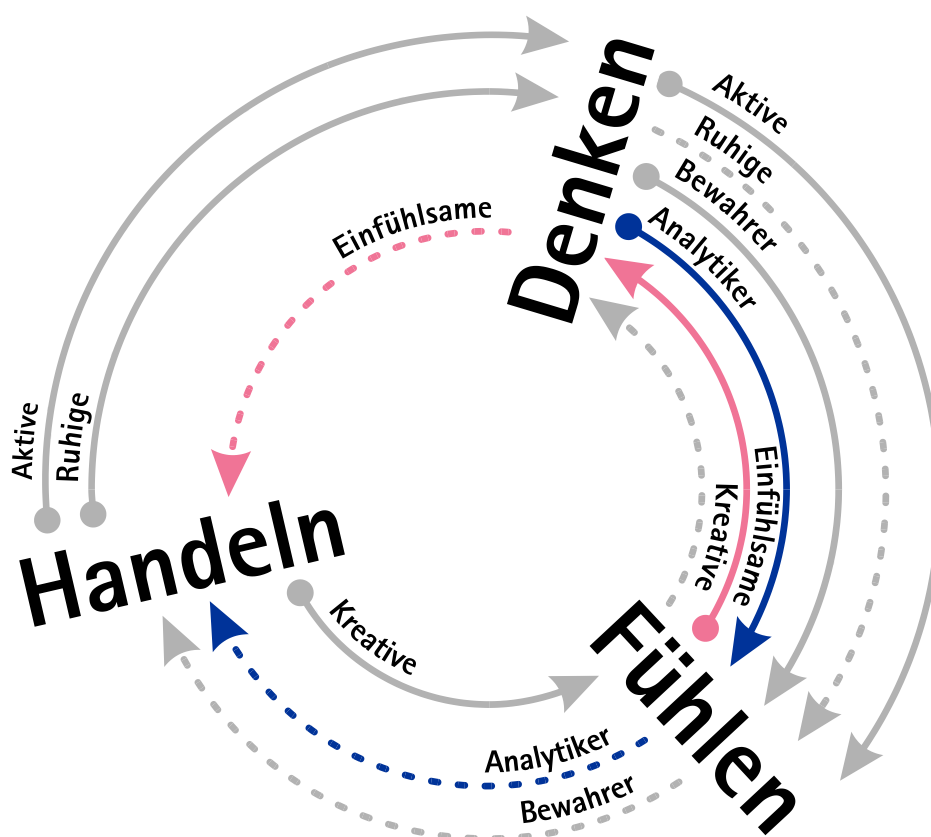 Denken
Aktive
Ruhige
Bewahrer
Analytiker
Einfühlsame
Aktive
Ruhige
Handeln
Kreative
Einfühlsame
Kreative
Fühlen
Analytiker
Bewahrer